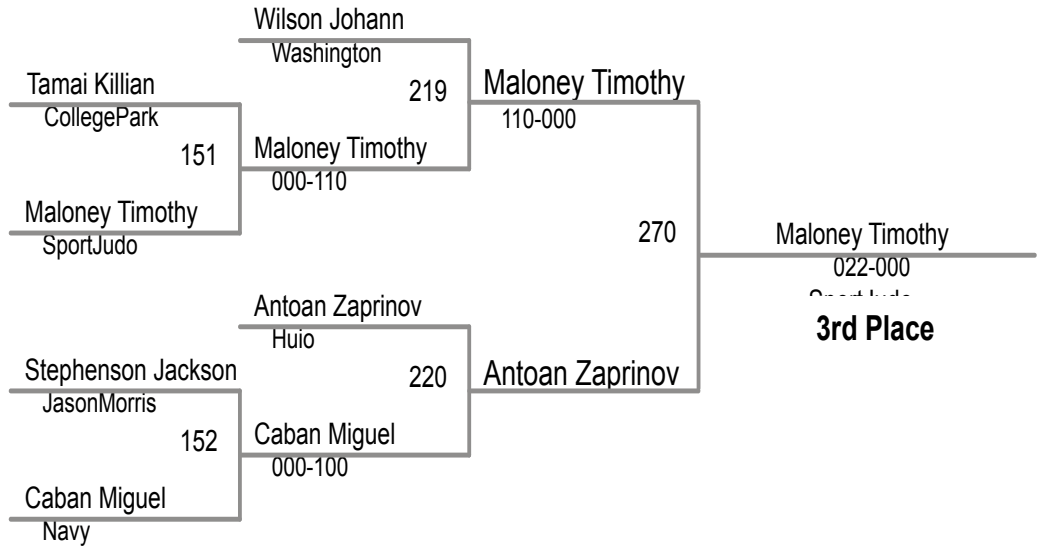 Wilson Johann
Washington
Tamai Killian
CollegePark
219
Maloney Timothy
110-000
151
Maloney Timothy
000-110
Maloney Timothy
SportJudo
270
Maloney Timothy
022-000
3rd Place
Antoan Zaprinov
Huio
Stephenson Jackson
JasonMorris
220
Antoan Zaprinov
152
Caban Miguel
000-100
Caban Miguel
Navy